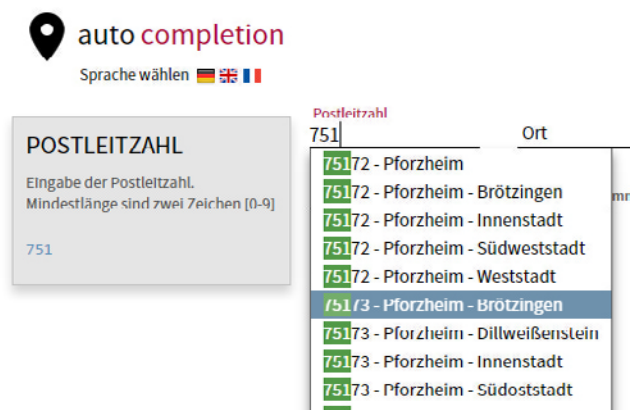 auto completion
Sprache wählen
Postleitzahl
751
Ort
POSTLEITZAHL
Eingabe der Postleitzahl.
Mindestlänge sind zwei Zeichen [0-9]
751
75172 - Pforzheim
75172 - Pforzheim - Brötzingen
75172 - Pforzheim - Innenstadt
75172 - Pforzheim - Südweststadt
75172 - Pforzheim - Weststadt
75173 - Pforzheim - Brötzingen
75173 - Pforzheim - Dillweißenstein
75173 - Pforzheim - Innenstadt
75173 - Pforzheim - Südoststadt